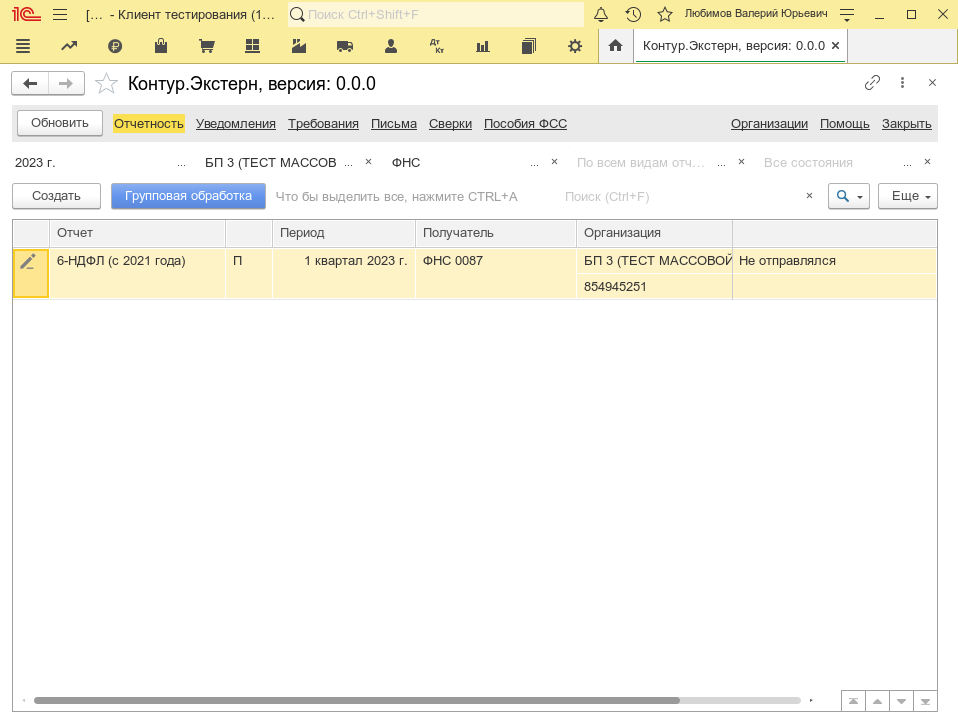 1С [... - Клиент тестирования (1... Поиск Ctrl+Shift+F Любимов Валерий Юрьевич
Дт Кт Контур.Экстерн, версия: 0.0.0 ×
Контур.Экстерн, версия: 0.0.0
Обновить Отчетность Уведомления Требования Письма Сверки Пособия ФСС Организации Помощь Закрыть
2023 г. ... БП 3 (ТЕСТ МАССОВ ... × ФНС ... × По всем видам отч... ... × Все состояния ... ×
Создать Групповая обработка Что бы выделить все, нажмите CTRL+A Поиск (Ctrl+F) × Еще
Отчет Период Получатель Организация
6-НДФЛ (с 2021 года) П 1 квартал 2023 г. ФНС 0087 БП 3 (ТЕСТ МАССОВОЙ Не отправлялся
854945251